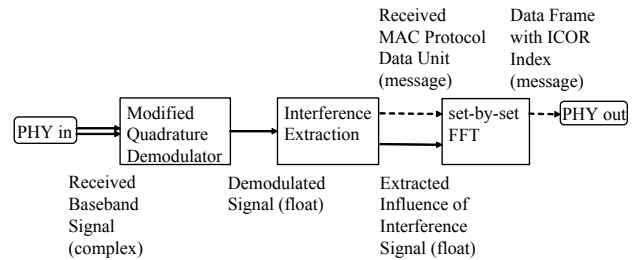 Received
MAC Protocol
Data Unit
(message)
Data Frame
with ICOR
Index
(message)
PHY in
Modified
Quadrature
Demodulator
Interference
Extraction
set-by-set
FFT
PHY out
Received
Baseband
Signal
(complex)
Demodulated
Signal (float)
Extracted
Influence of
Interference
Signal (float)